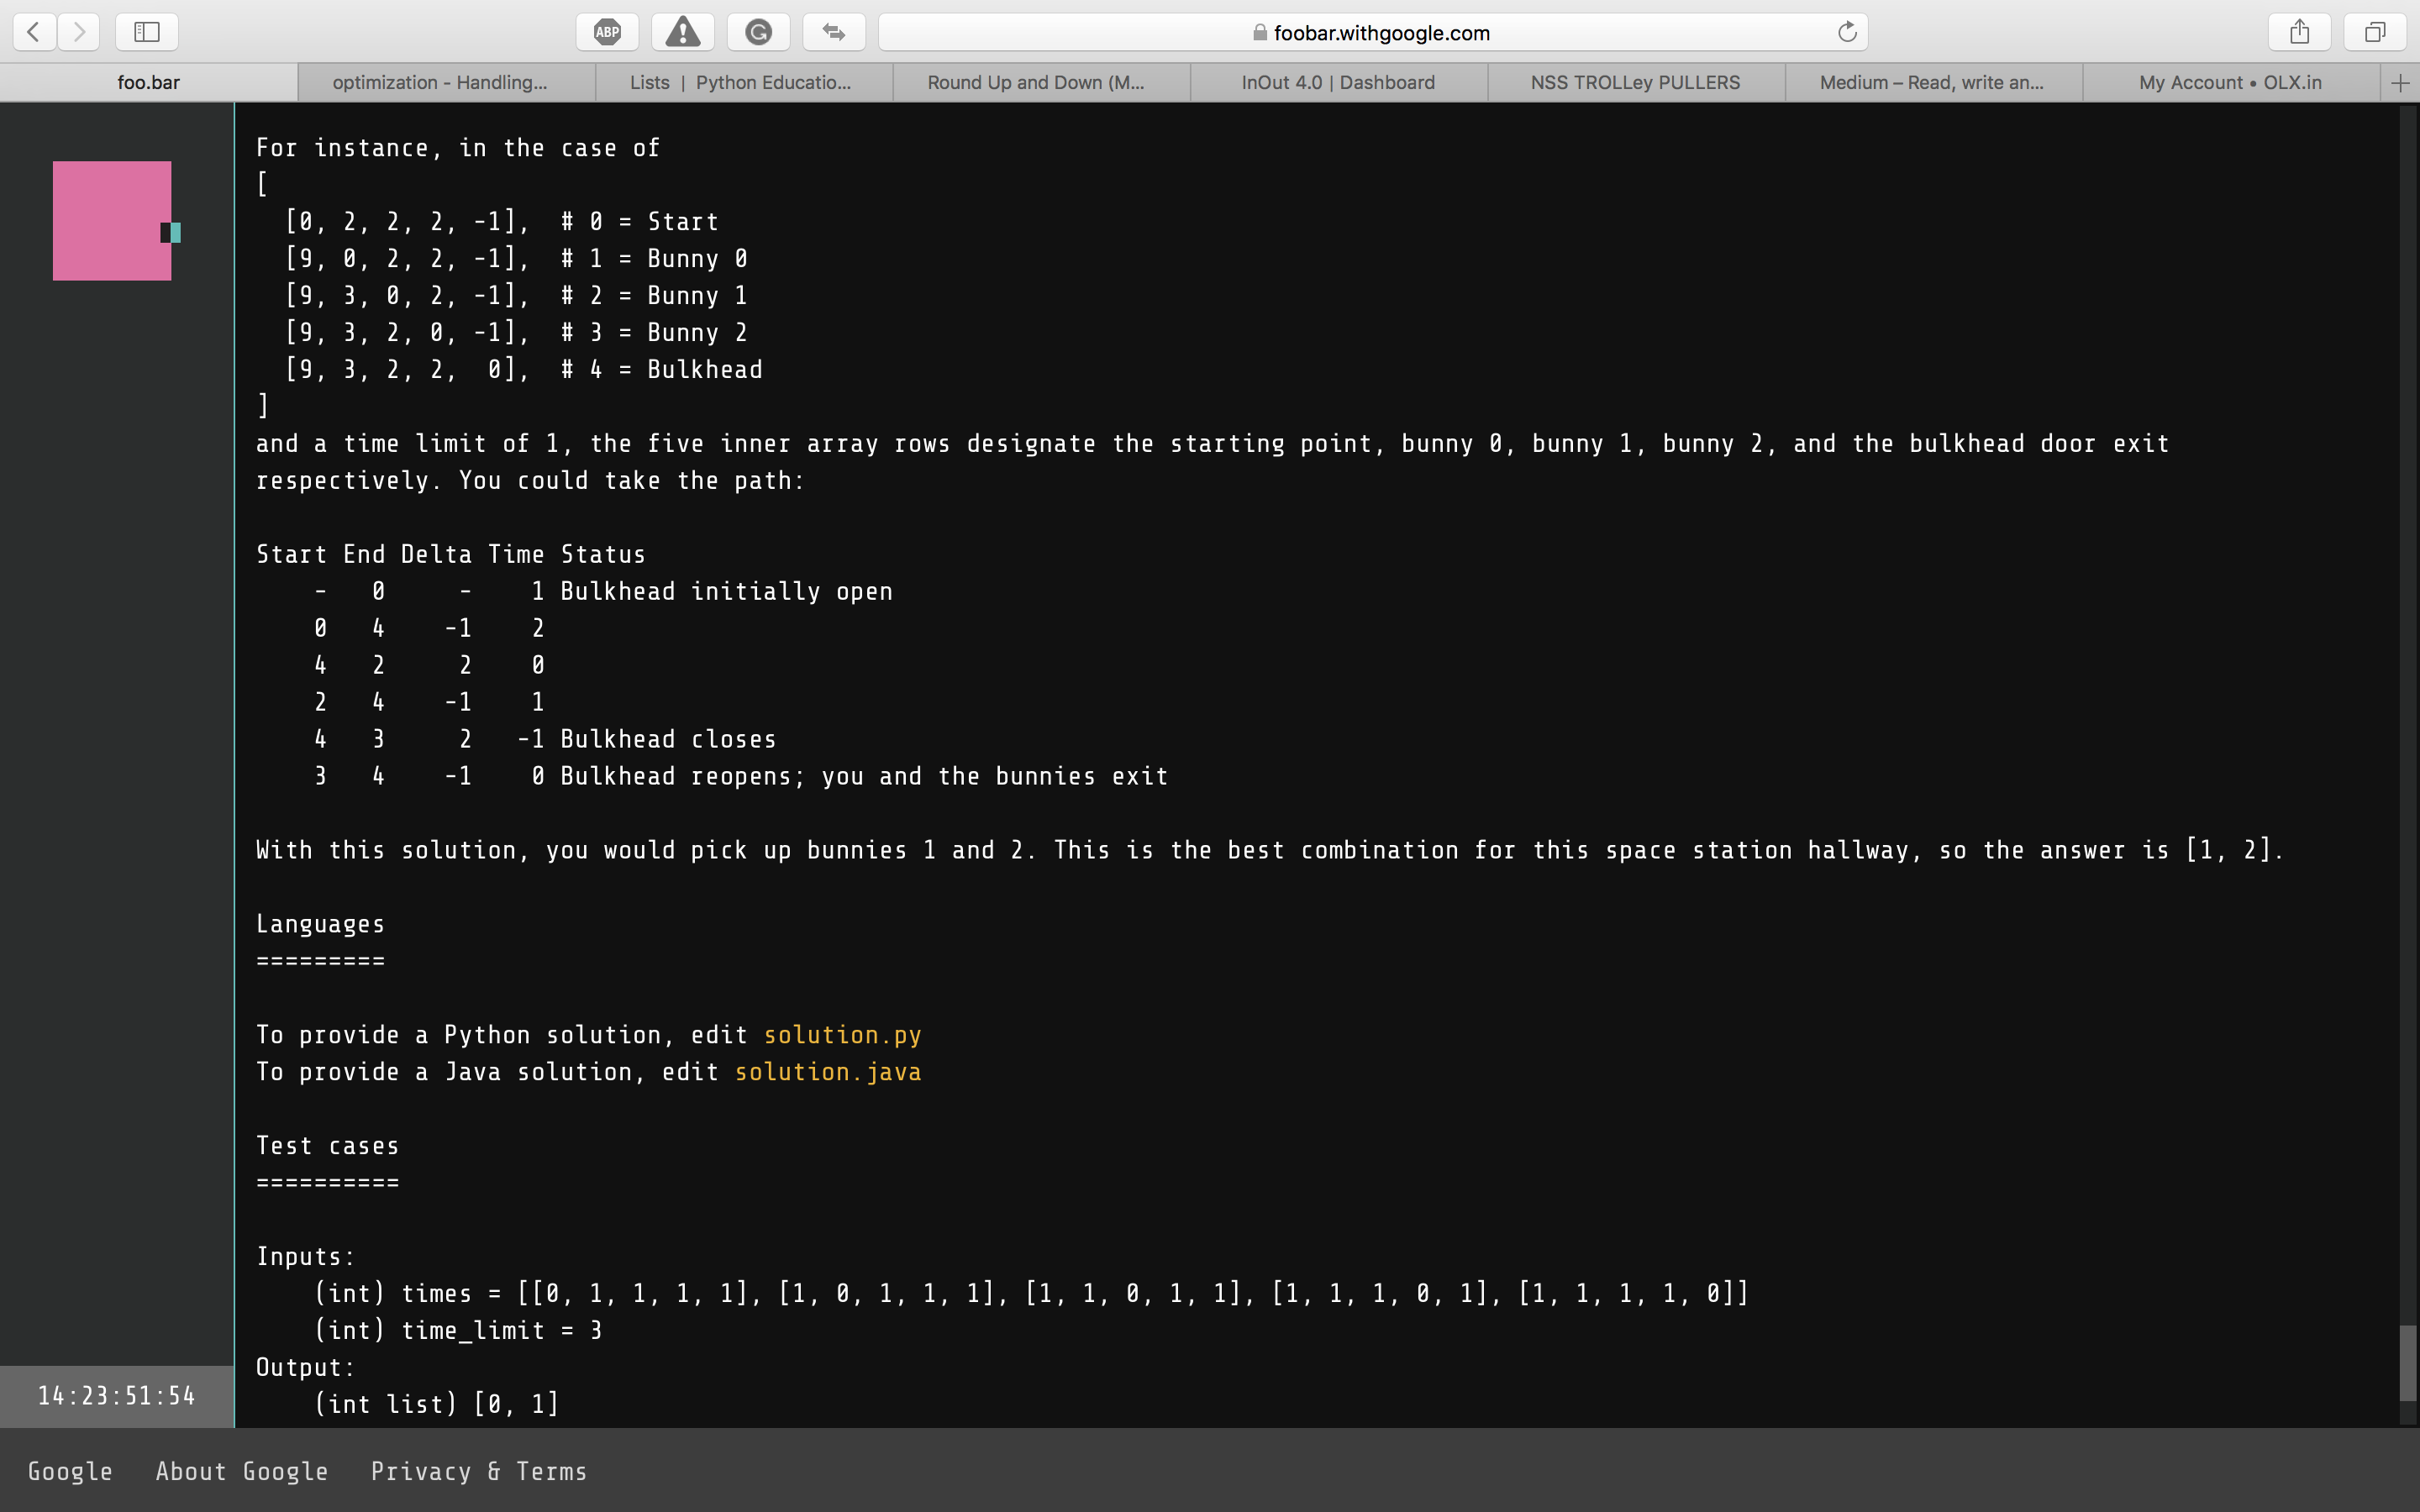 ABP
foobar.withgoogle.com
foo.bar
optimization - Handling...
Lists | Python Educatio...
Round Up and Down (M...
InOut 4.0 | Dashboard
NSS TROLLey PULLERS
Medium – Read, write an...
My Account • OLX.in
For instance, in the case of
[
  [0, 2, 2, 2, -1],  # 0 = Start
  [9, 0, 2, 2, -1],  # 1 = Bunny 0
  [9, 3, 0, 2, -1],  # 2 = Bunny 1
  [9, 3, 2, 0, -1],  # 3 = Bunny 2
  [9, 3, 2, 2,  0],  # 4 = Bulkhead
]
and a time limit of 1, the five inner array rows designate the starting point, bunny 0, bunny 1, bunny 2, and the bulkhead door exit
respectively. You could take the path:
Start End Delta Time Status
    -   0     -    1 Bulkhead initially open
    0   4    -1    2
    4   2     2    0
    2   4    -1    1
    4   3     2   -1 Bulkhead closes
    3   4    -1    0 Bulkhead reopens; you and the bunnies exit
With this solution, you would pick up bunnies 1 and 2. This is the best combination for this space station hallway, so the answer is [1, 2].
Languages
=========
To provide a Python solution, edit solution.py
To provide a Java solution, edit solution.java
Test cases
==========
Inputs:
    (int) times = [[0, 1, 1, 1, 1], [1, 0, 1, 1, 1], [1, 1, 0, 1, 1], [1, 1, 1, 0, 1], [1, 1, 1, 1, 0]]
    (int) time_limit = 3
Output:
    (int list) [0, 1]
14:23:51:54
Google   About Google   Privacy & Terms